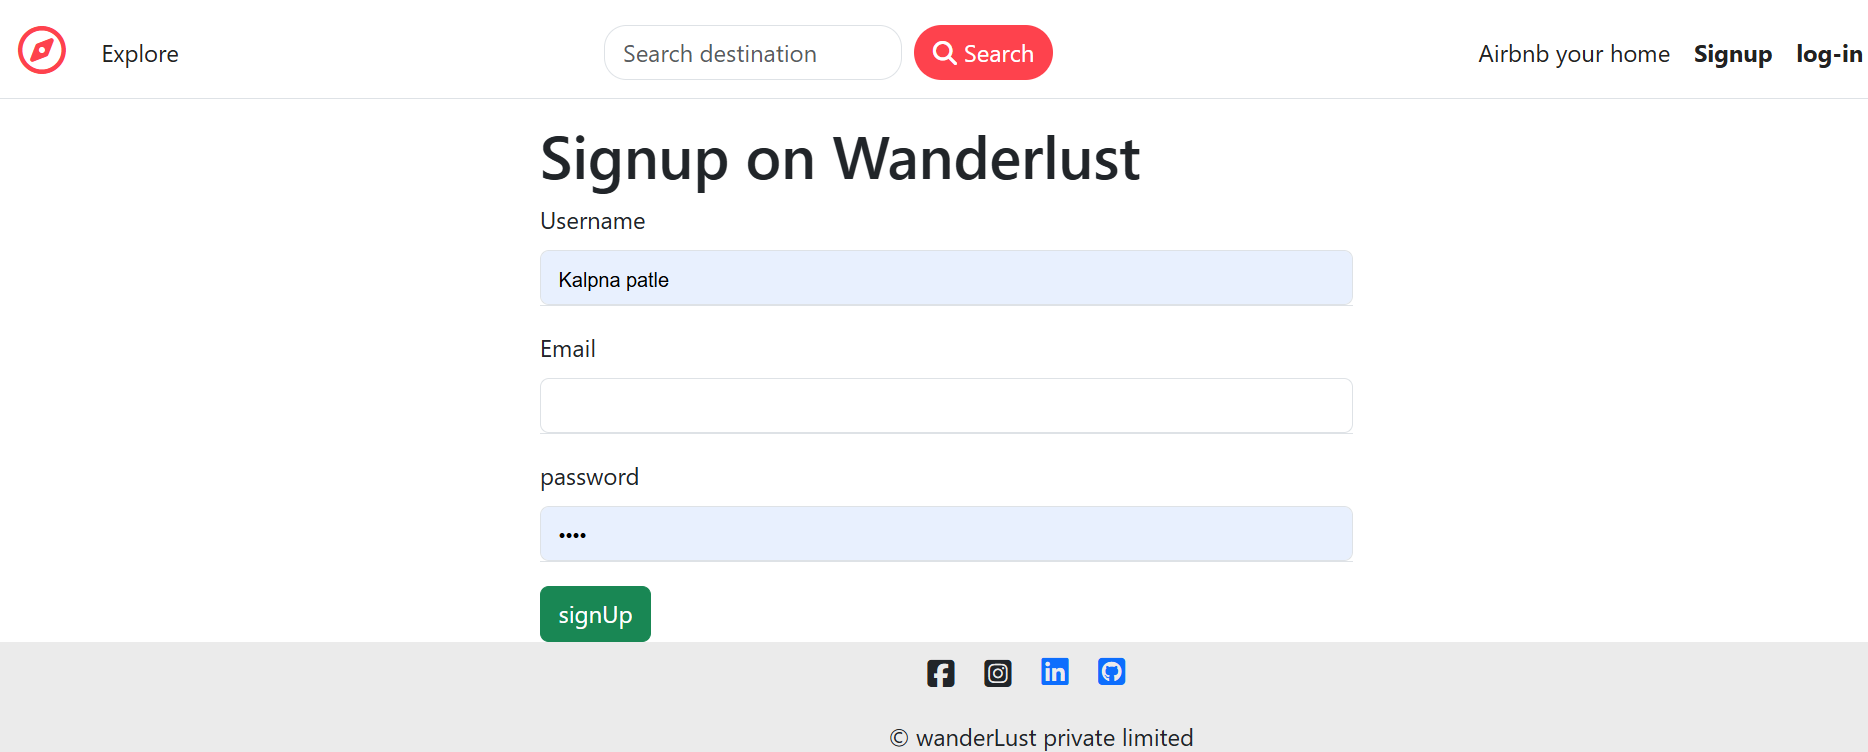 Explore
Search destination
Search
Airbnb your home Signup log-in
Signup on Wanderlust
Username
Kalpna patle
Email
password
••••
signUp
© wanderLust private limited